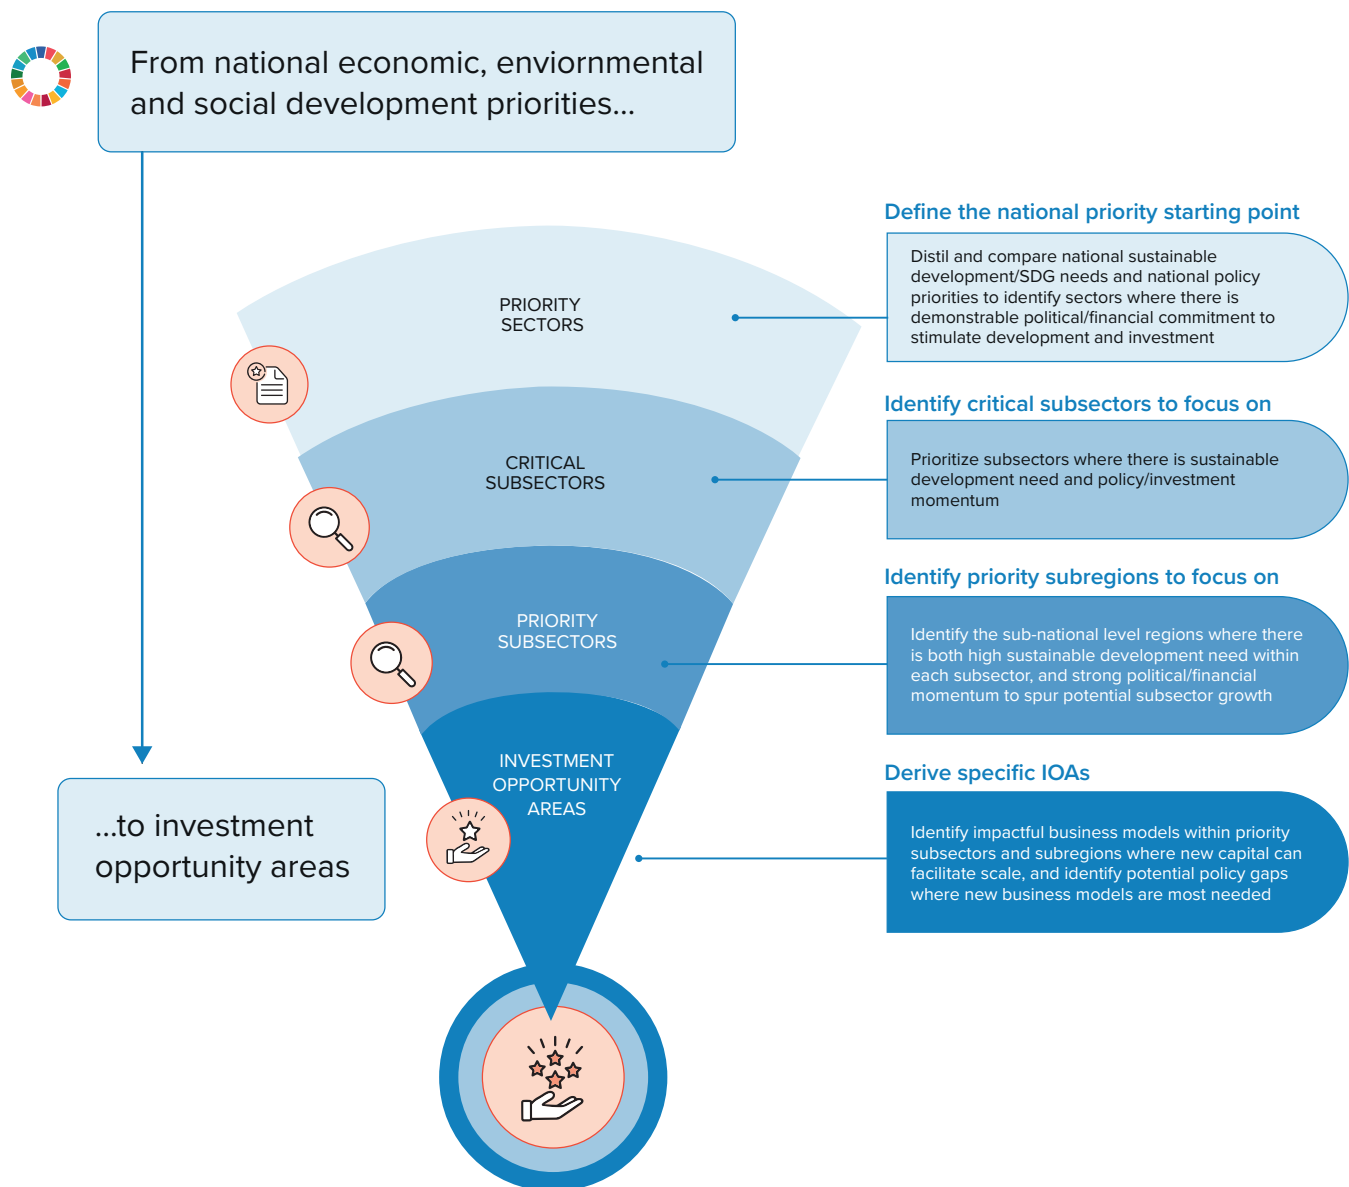 From national economic, enviornmental
and social development priorities...
PRIORITY
SECTORS
Define the national priority starting point
Distil and compare national sustainable
development/SDG needs and national policy
priorities to identify sectors where there is
demonstrable political/financial commitment to
stimulate development and investment
CRITICAL
SUBSECTORS
Identify critical subsectors to focus on
Prioritize subsectors where there is sustainable
development need and policy/investment
momentum
PRIORITY
SUBSECTORS
Identify priority subregions to focus on
Identify the sub-national level regions where there
is both high sustainable development need within
each subsector, and strong political/financial
momentum to spur potential subsector growth
INVESTMENT
OPPORTUNITY
AREAS
Derive specific IOAs
Identify impactful business models within priority
subsectors and subregions where new capital can
facilitate scale, and identify potential policy gaps
where new business models are most needed
...to investment
opportunity areas